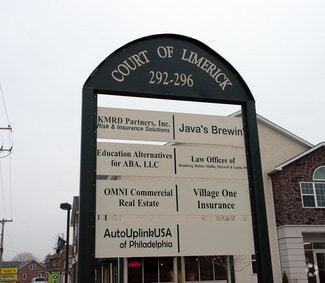 COURT OF LIMERICK
292-296
KMRD Partners, Inc.
Risk & Insurance Solutions
Java's Brewin'
Education Alternatives
for ABA, LLC
Law Offices of
OMNI Commercial
Real Estate
Village One
Insurance
AutoUplinkUSA
of Philadelphia
OPEN